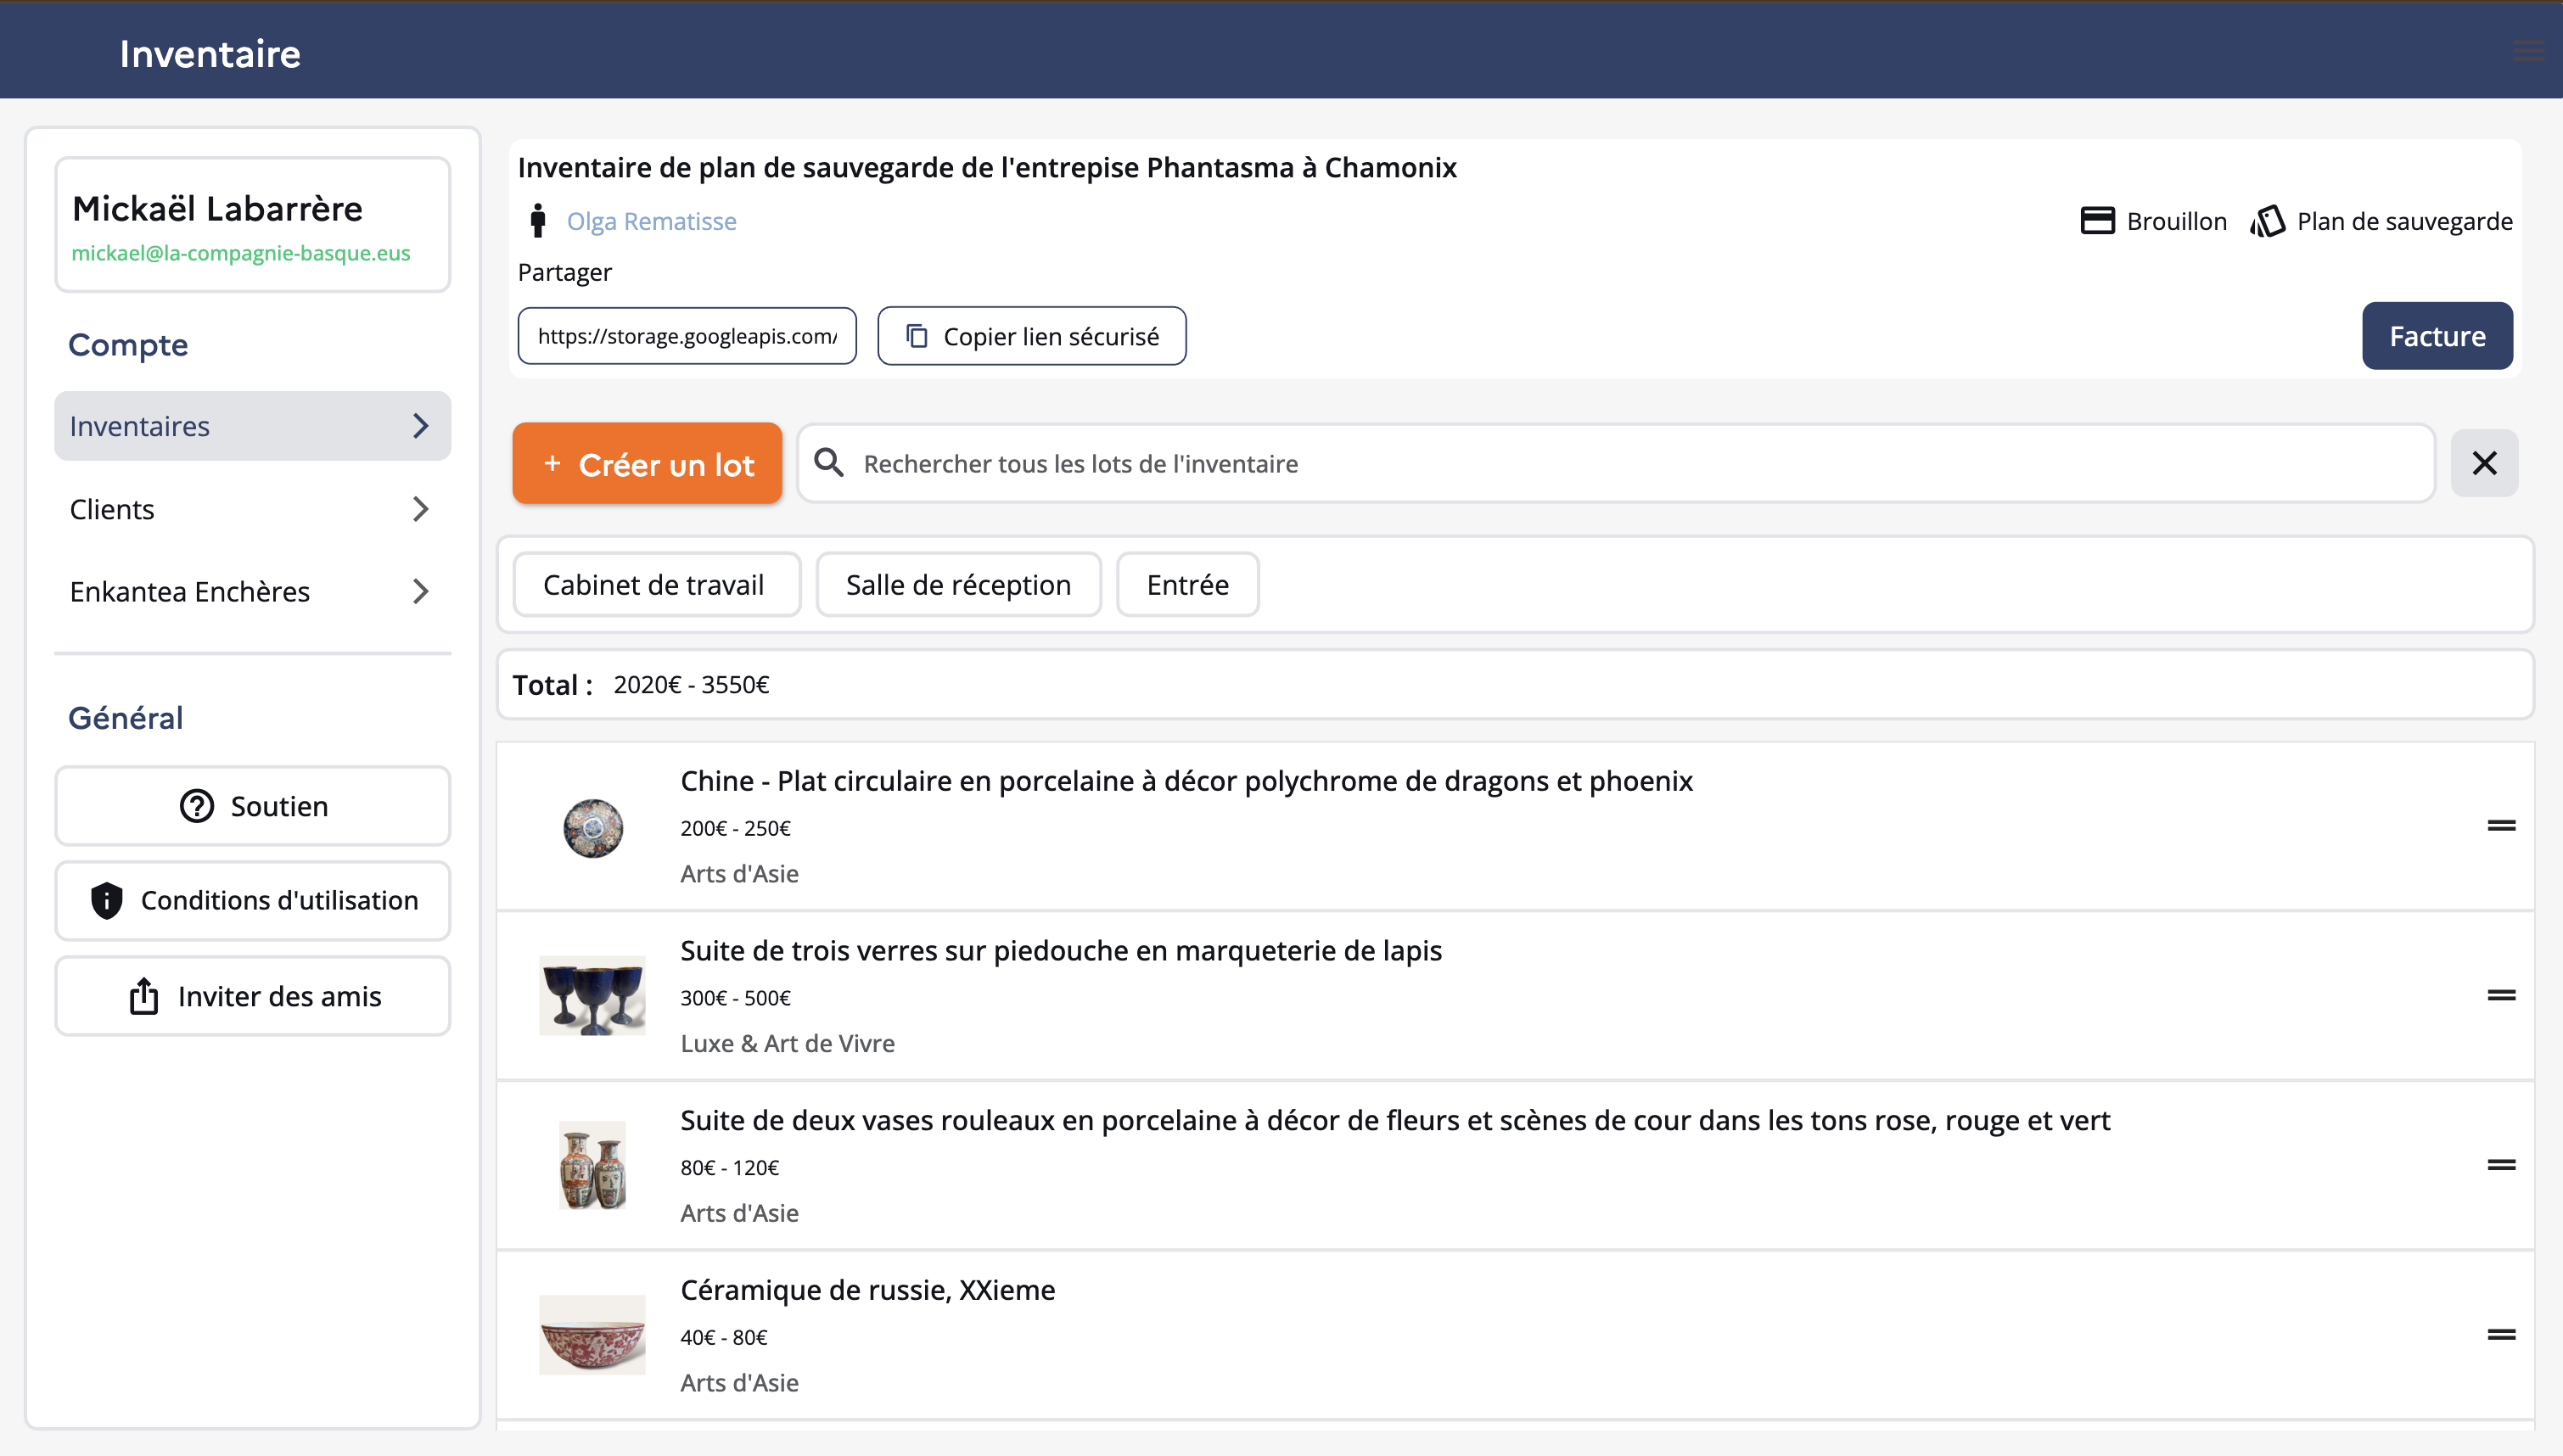 Inventaire
Mickaël Labarrère
mickael@la-compagnie-basque.eus
Compte
Inventaires
Clients
Enkantea Enchères
Général
Soutien
Conditions d'utilisation
Inviter des amis
Inventaire de plan de sauvegarde de l'entrepise Phantasma à Chamonix
Olga Rematisse
Brouillon
Plan de sauvegarde
Partager
https://storage.googleapis.com/
Copier lien sécurisé
Facture
+ Créer un lot
Rechercher tous les lots de l'inventaire
Cabinet de travail
Salle de réception
Entrée
Total : 2020€ - 3550€
Chine - Plat circulaire en porcelaine à décor polychrome de dragons et phoenix
200€ - 250€
Arts d'Asie
Suite de trois verres sur piedouche en marqueterie de lapis
300€ - 500€
Luxe & Art de Vivre
Suite de deux vases rouleaux en porcelaine à décor de fleurs et scènes de cour dans les tons rose, rouge et vert
80€ - 120€
Arts d'Asie
Céramique de russie, XXieme
40€ - 80€
Arts d'Asie